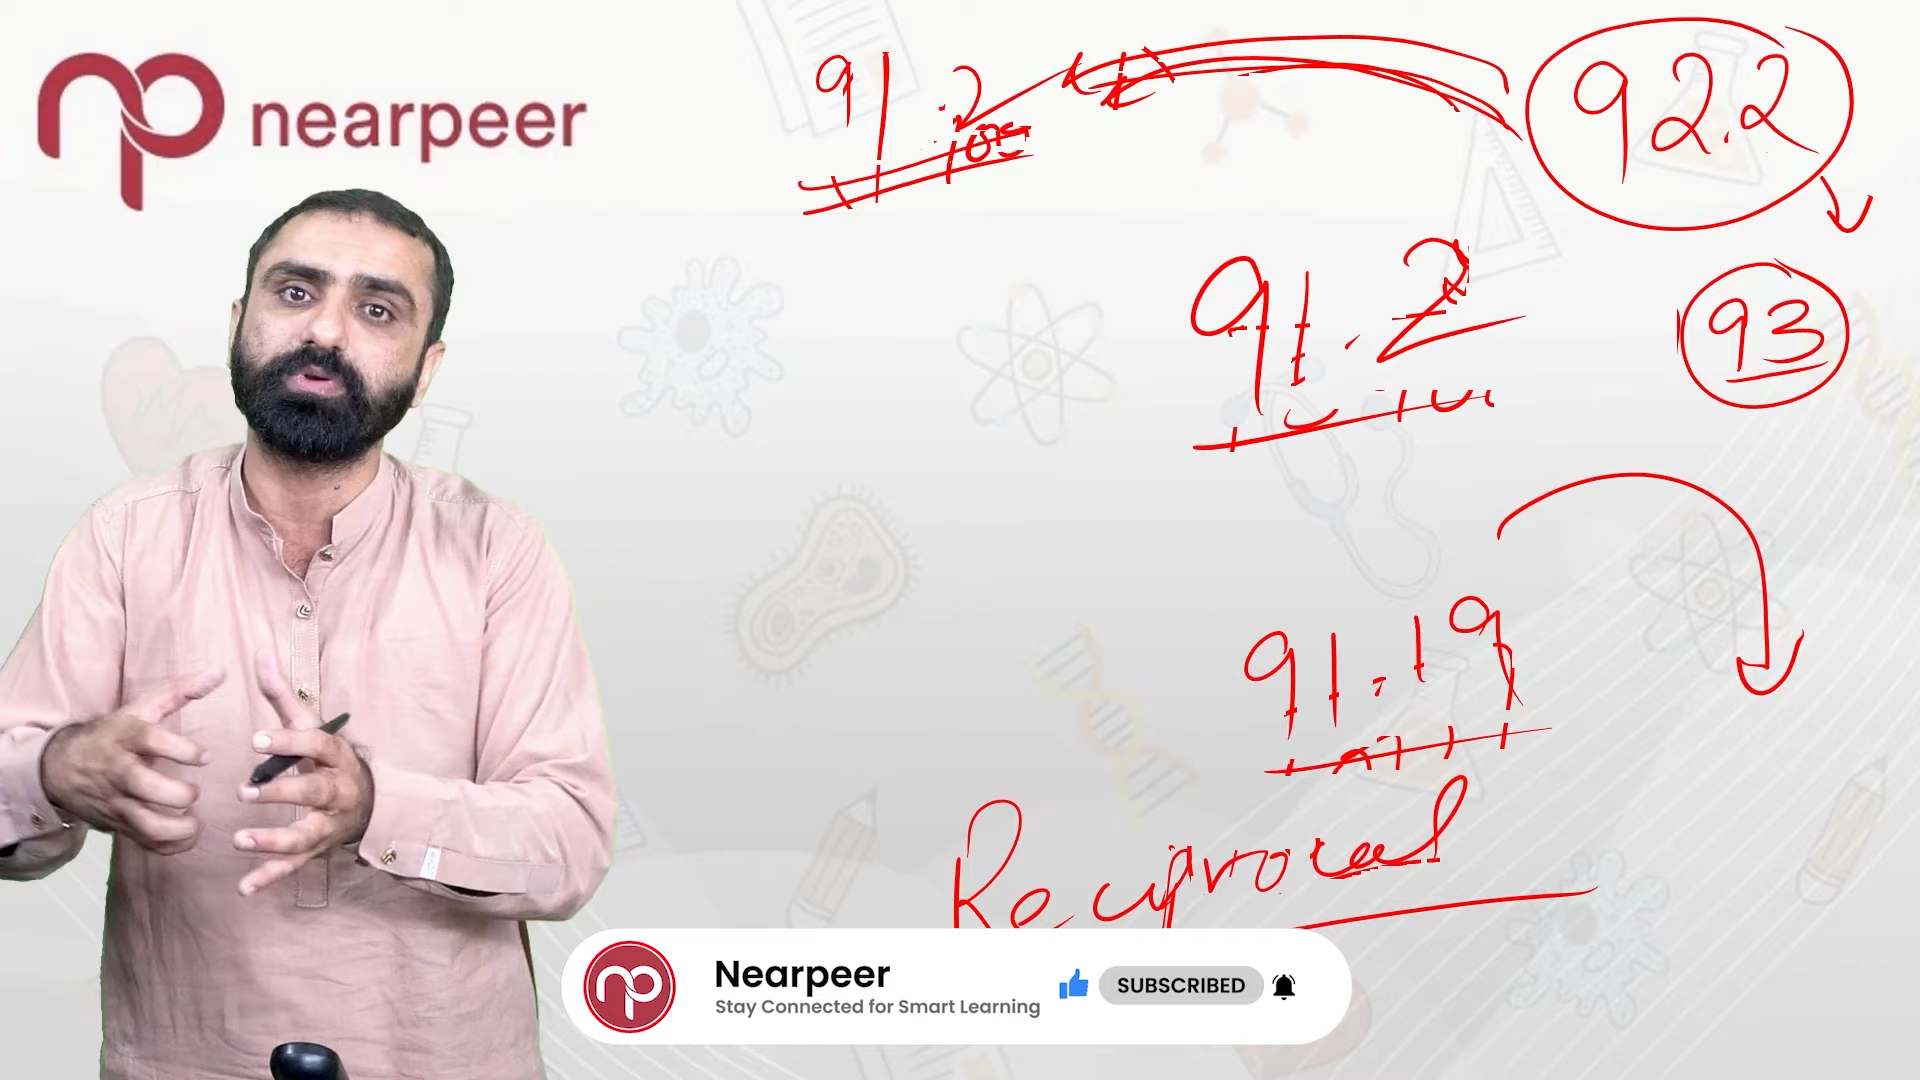 nearpeer
91.2
92.2
91.2
93
91.19
Reciprocal
Nearpeer
Stay Connected for Smart Learning
SUBSCRIBED